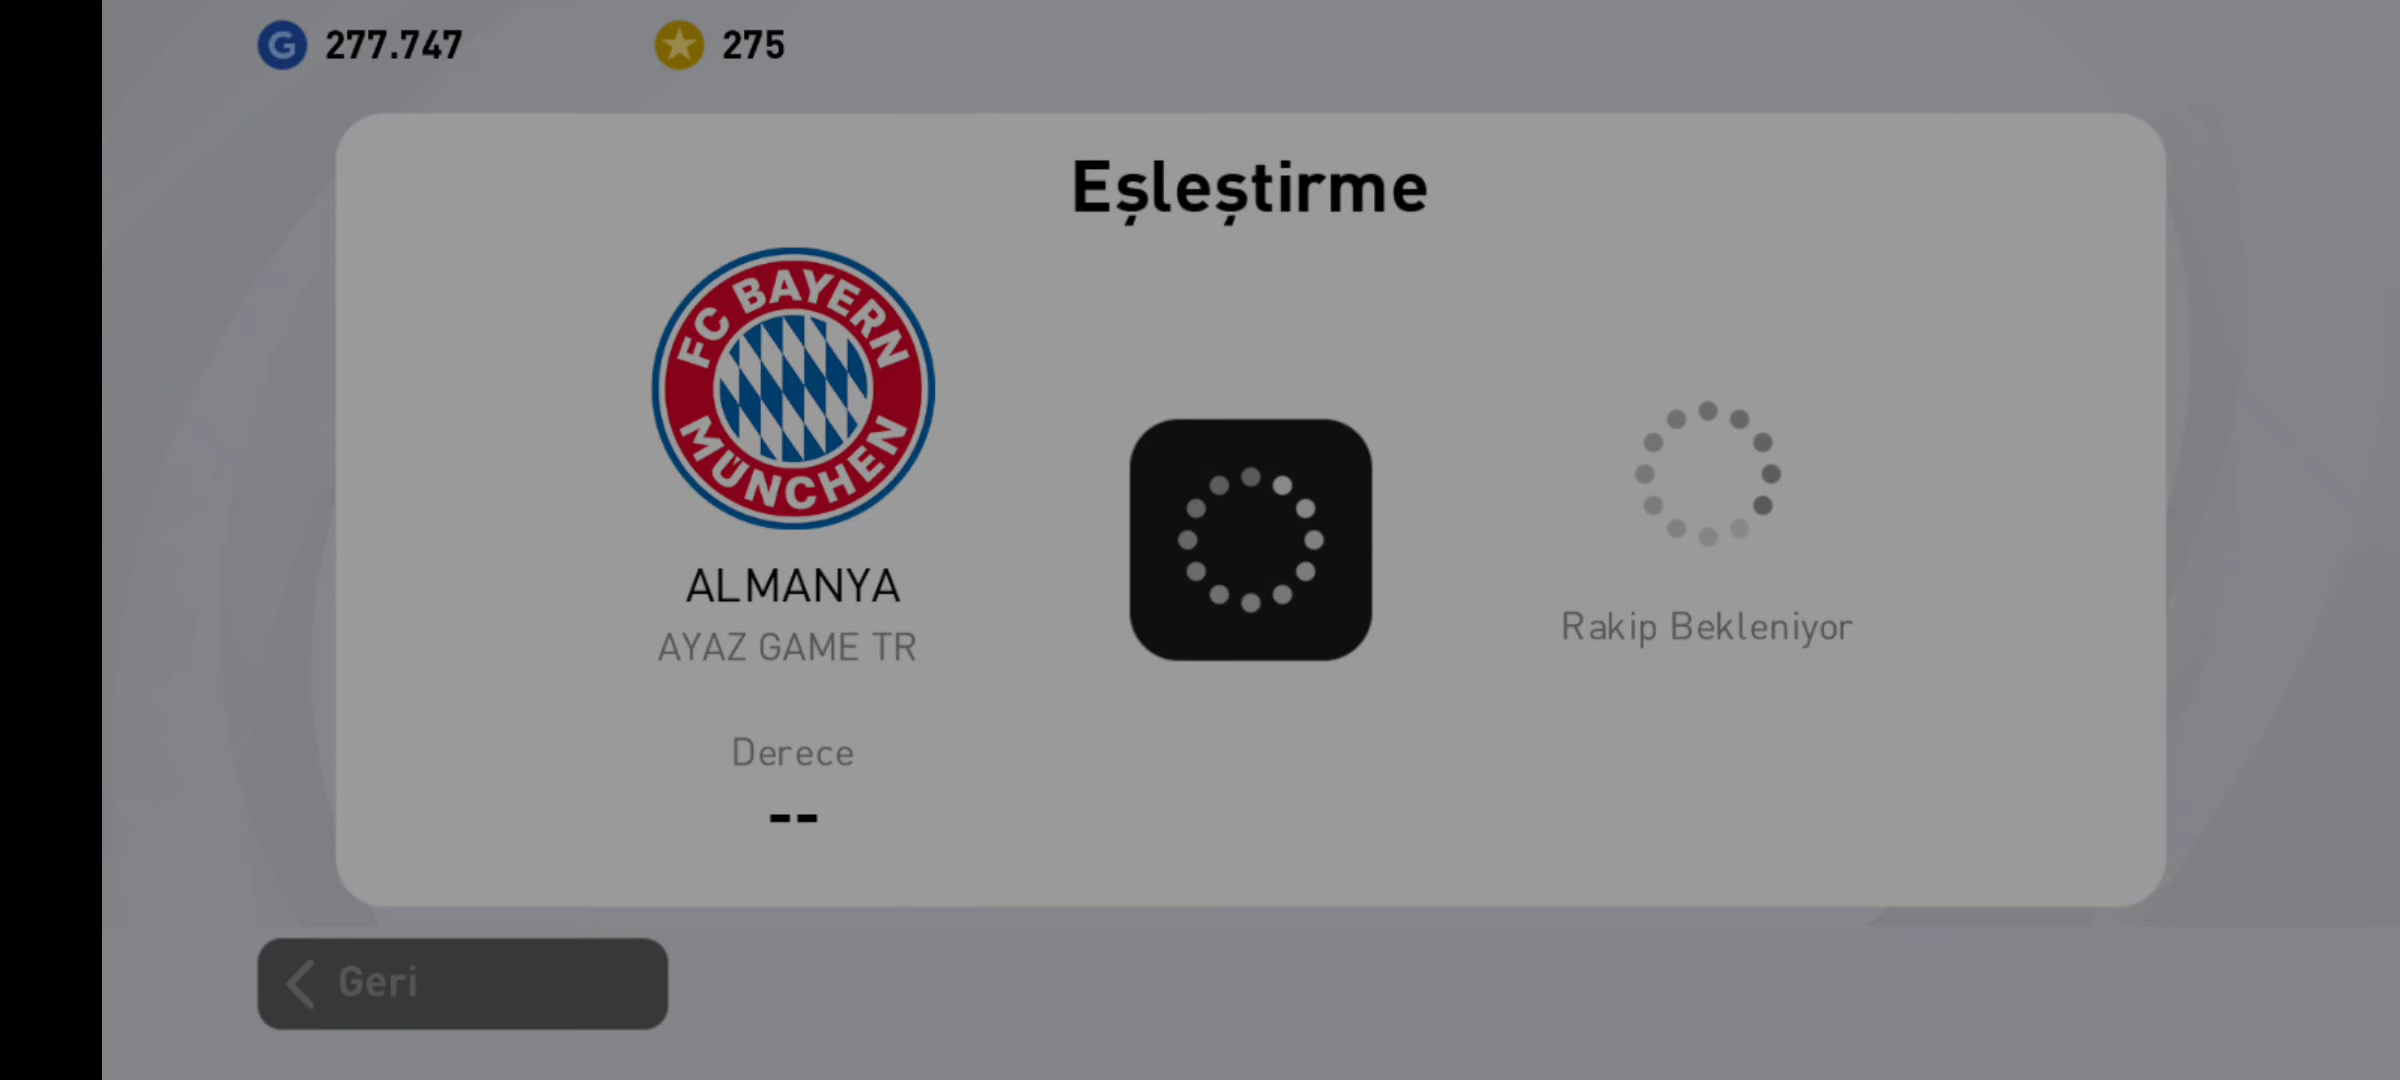 277.747
275
Eşleştirme
FC BAYERN
MÜNCHEN
ALMANYA
AYAZ GAME TR
Derece
--
Rakip Bekleniyor
Geri